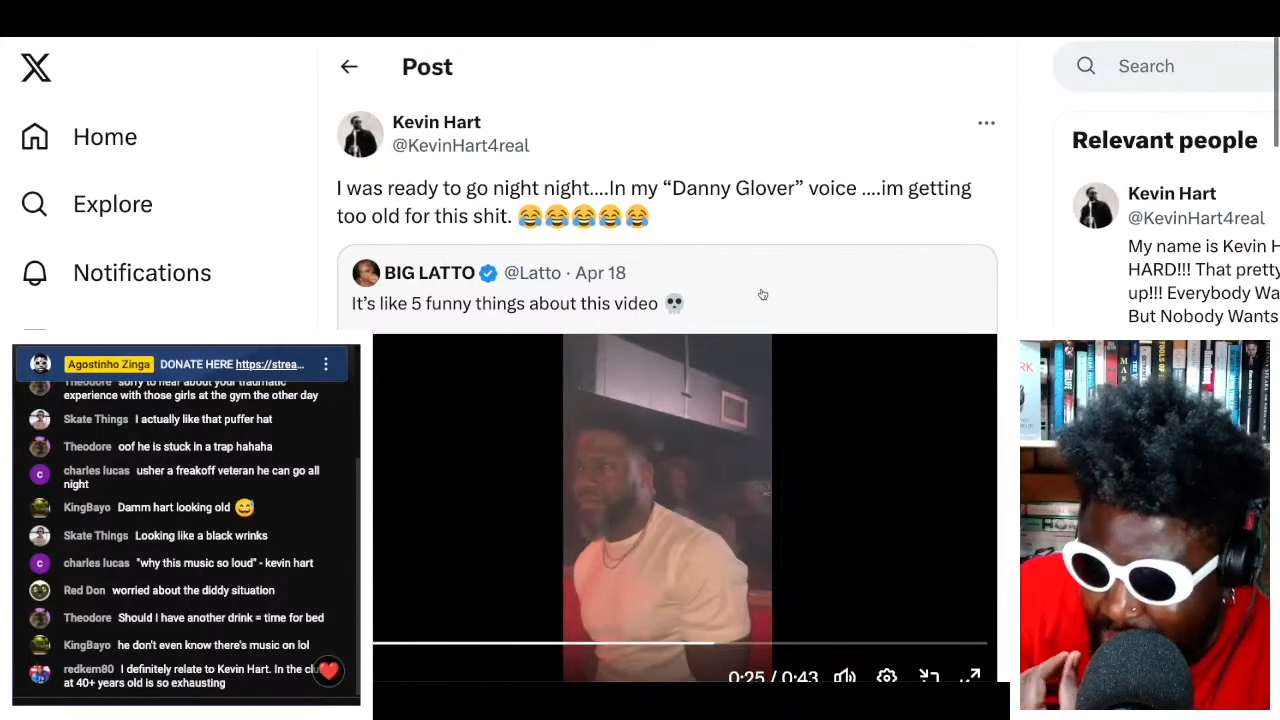 Post
Search
Home
Explore
Notifications
Kevin Hart
@KevinHart4real
I was ready to go night night....In my “Danny Glover” voice ....im getting
too old for this shit. 😂😂😂😂😂
BIG LATTO @Latto · Apr 18
It’s like 5 funny things about this video 💀
0:25 / 0:43
Relevant people
Kevin Hart
@KevinHart4real
My name is Kevin H
HARD!!! That pretty
up!!! Everybody Wa
But Nobody Wants
Agostinho Zinga DONATE HERE https://strea...
Theodore sorry to hear about your traumatic
experience with those girls at the gym the other day
Skate Things I actually like that puffer hat
Theodore oof he is stuck in a trap hahaha
charles lucas usher a freakoff veteran he can go all
night
KingBayo Damm hart looking old 😅
Skate Things Looking like a black wrinks
charles lucas "why this music so loud" - kevin hart
Red Don worried about the diddy situation
Theodore Should I have another drink = time for bed
KingBayo he don't even know there's music on lol
redkem80 I definitely relate to Kevin Hart. In the clu
at 40+ years old is so exhausting